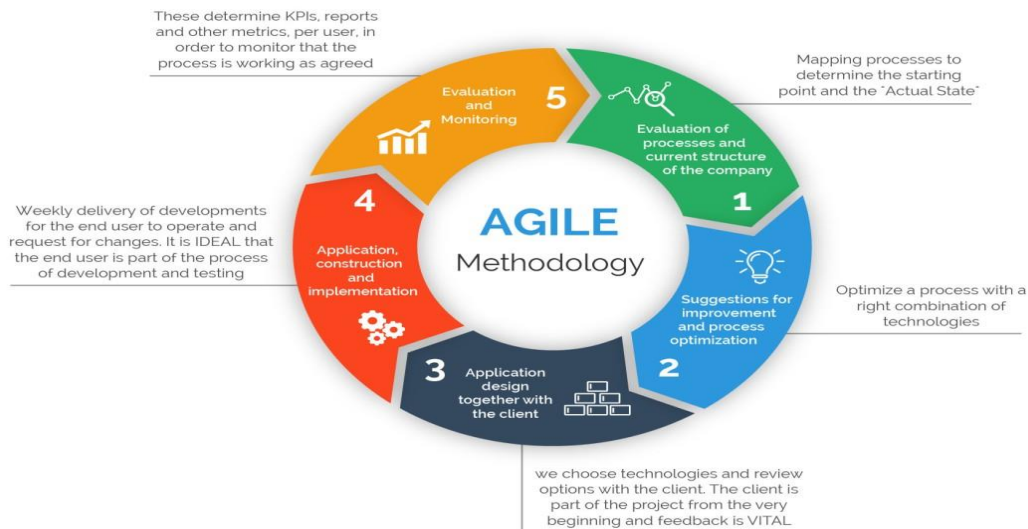 These determine KPIs, reports
and other metrics, per user, in
order to monitor that the
process is working as agreed
Evaluation
and
Monitoring
5
Evaluation of
processes and
current structure
of the company
1
Mapping processes to
determine the starting
point and the "Actual State"
AGILE
Methodology
Weekly delivery of developments
for the end user to operate and
request for changes. It is IDEAL that
the end user is part of the process
of development and testing
4
Application,
construction
and
implementation
Suggestions for
improvement
and process
optimization
2
Optimize a process with a
right combination of
technologies
3
Application
design
together with
the client
we choose technologies and review
options with the client. The client is
part of the project from the very
beginning and feedback is VITAL